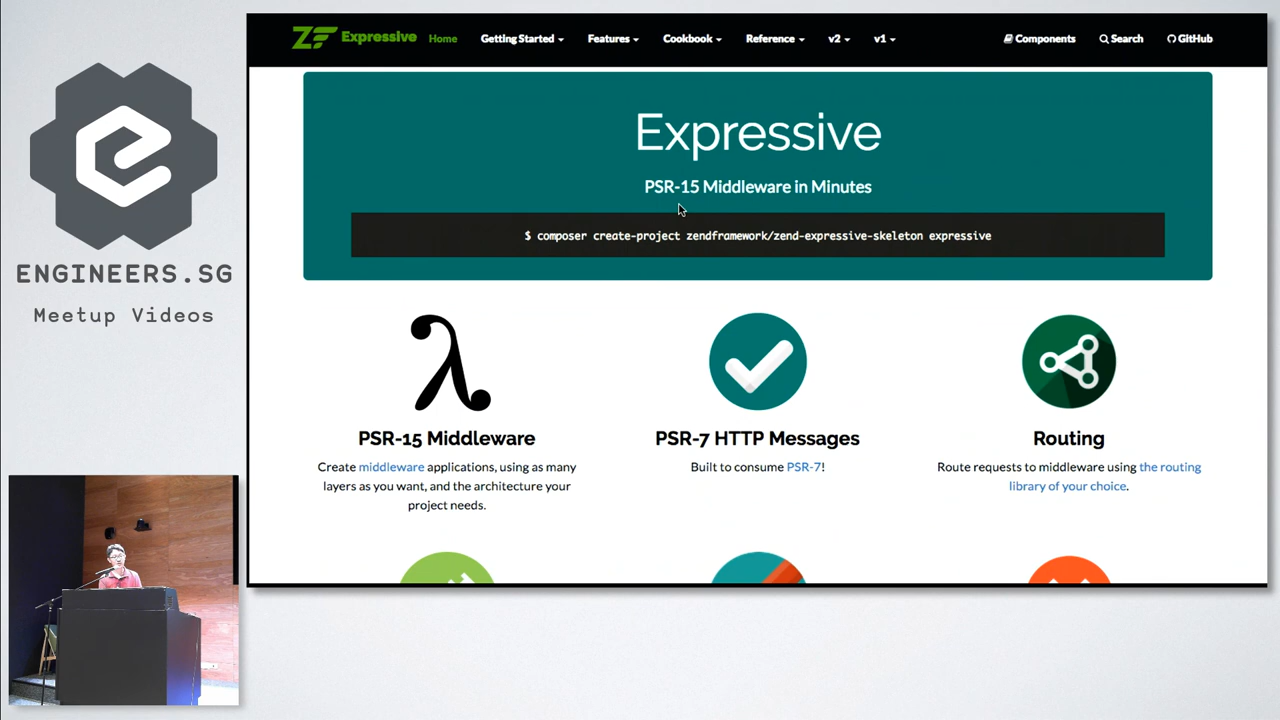 ENGINEERS.SG
Meetup Videos
ZF Expressive
Home
Getting Started
Features
Cookbook
Reference
v2
v1
Components
Search
GitHub
Expressive
PSR-15 Middleware in Minutes
$ composer create-project zendframework/zend-expressive-skeleton expressive
PSR-15 Middleware
Create middleware applications, using as many
layers as you want, and the architecture your
project needs.
PSR-7 HTTP Messages
Built to consume PSR-7!
Routing
Route requests to middleware using the routing
library of your choice.